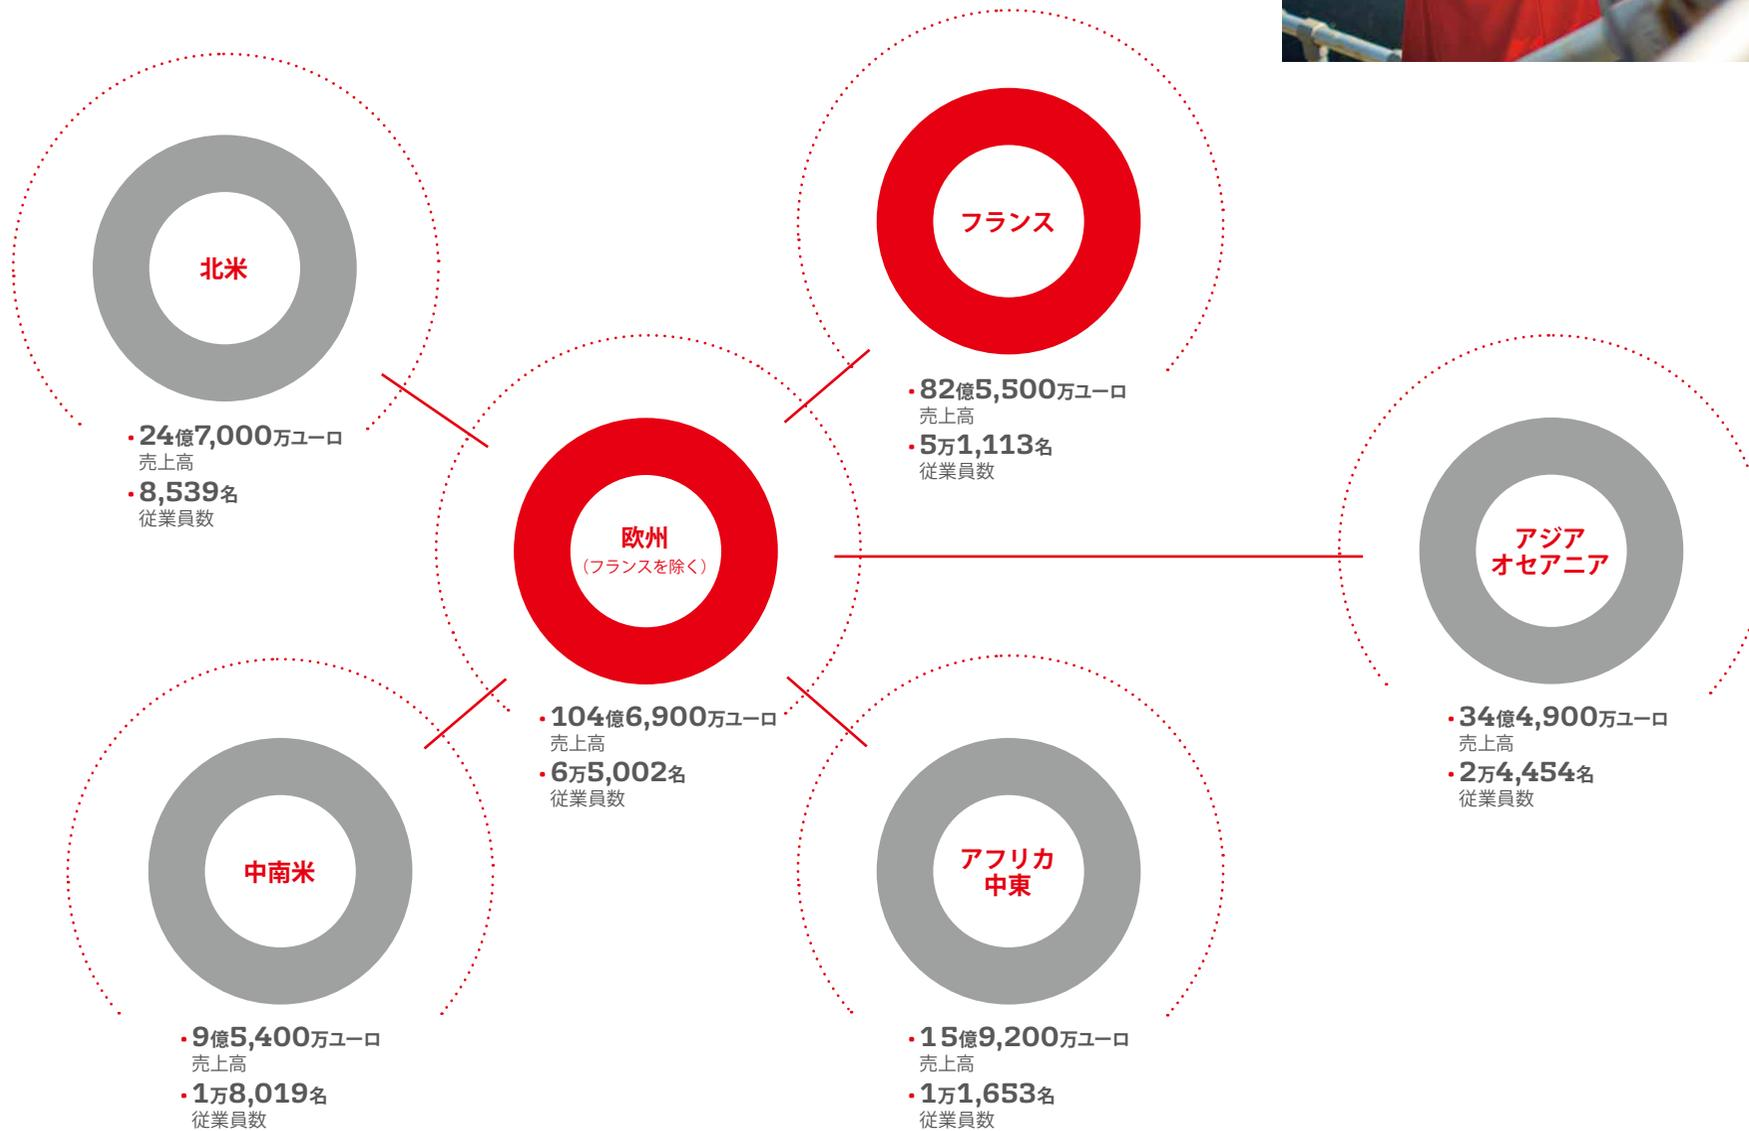 北米
・24億7,000万ユーロ
売上高
・8,539名
従業員数
フランス
・82億5,500万ユーロ
売上高
・5万1,113名
従業員数
欧州
（フランスを除く）
・104億6,900万ユーロ
売上高
・6万5,002名
従業員数
アジア
オセアニア
・34億4,900万ユーロ
売上高
・2万4,454名
従業員数
中南米
・9億5,400万ユーロ
売上高
・1万8,019名
従業員数
アフリカ
中東
・15億9,200万ユーロ
売上高
・1万1,653名
従業員数